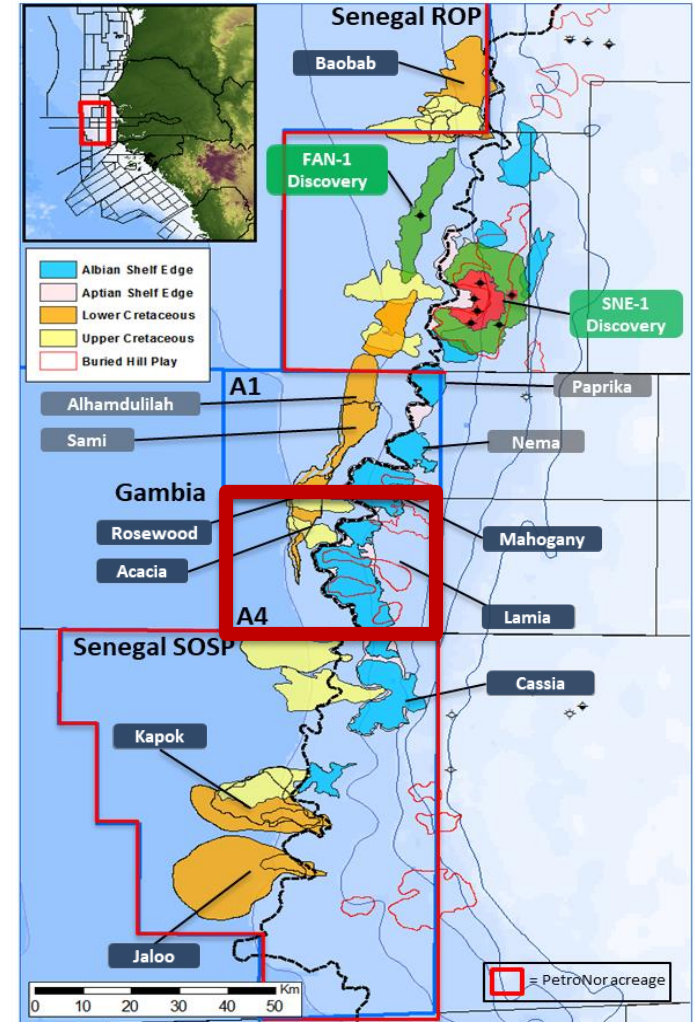 Senegal ROP
Baobab
FAN-1
Discovery
Albian Shelf Edge
Aptian Shelf Edge
Lower Cretaceous
Upper Cretaceous
Buried Hill Play
SNE-1
Discovery
A1
Paprika
Alhamdulilah
Sami
Nema
Gambia
Rosewood
Mahogany
Acacia
Lamia
A4
Senegal SOSP
Cassia
Kapok
Jaloo
Km
0 10 20 30 40 50
= PetroNor acreage